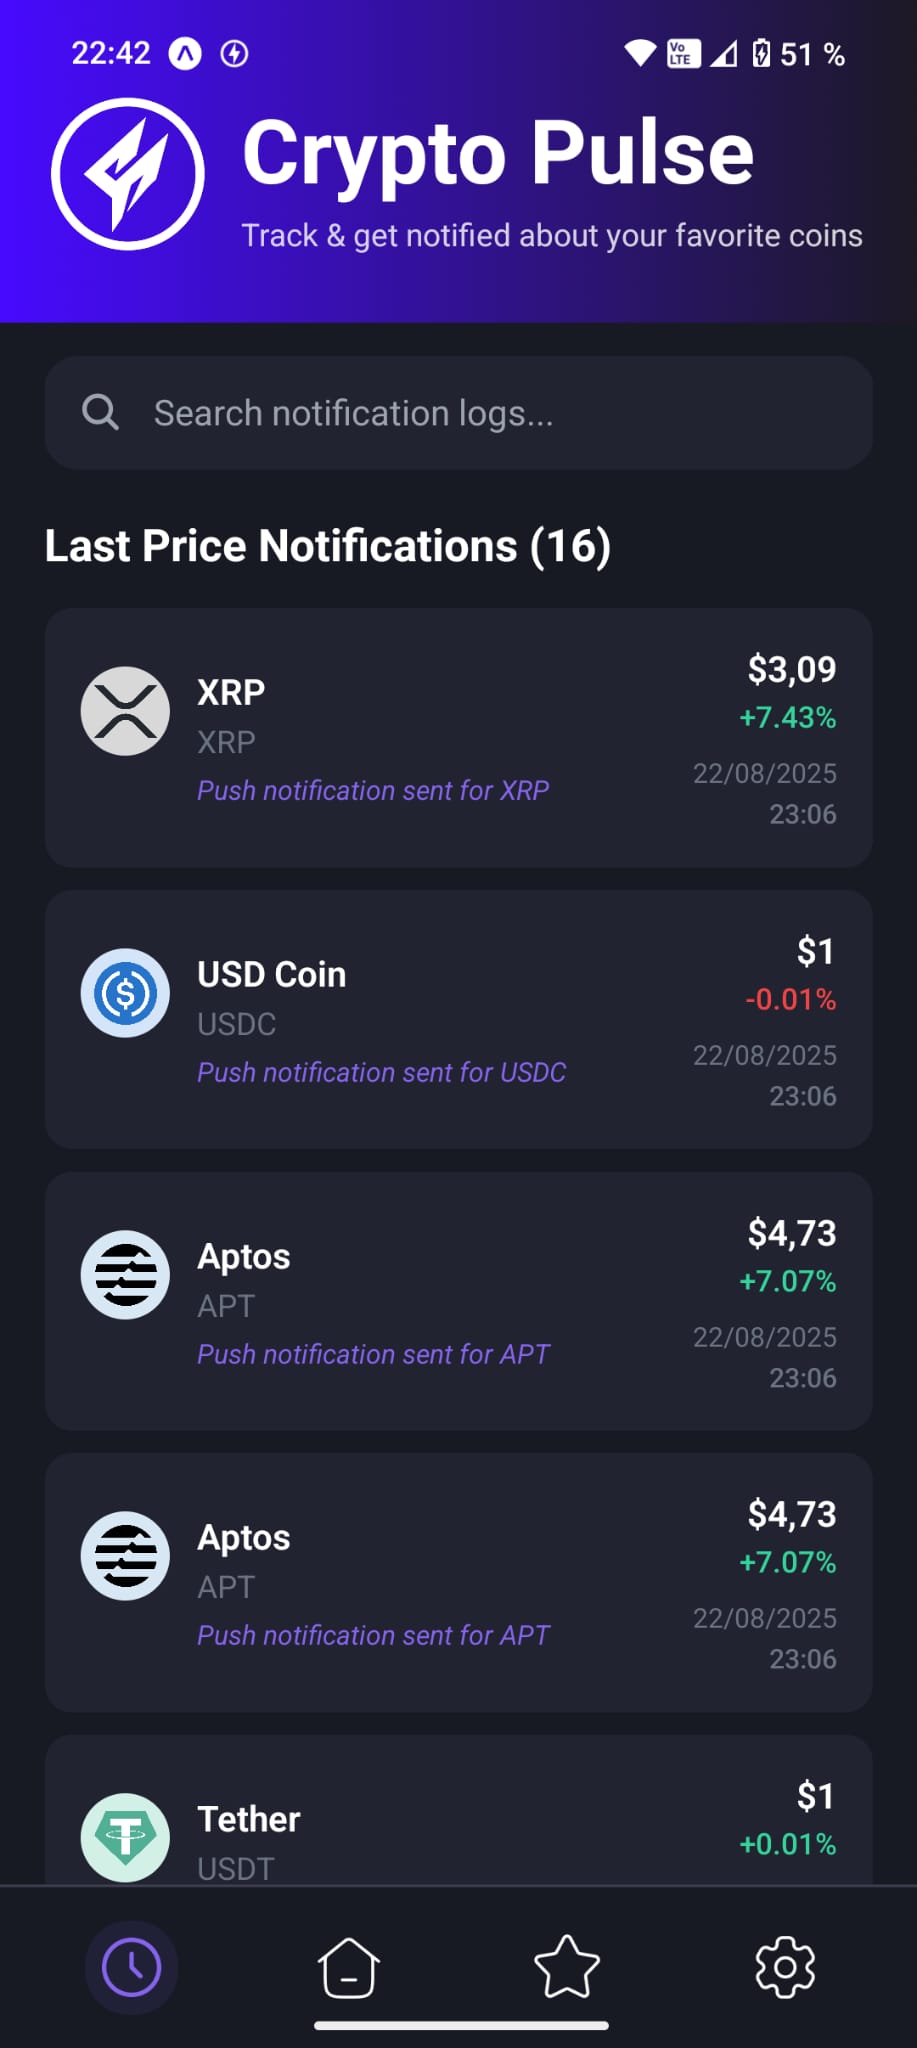 22:42 Vo LTE 51 %
Crypto Pulse
Track & get notified about your favorite coins
Search notification logs...
Last Price Notifications (16)
XRP
XRP
Push notification sent for XRP
$3,09
+7.43%
22/08/2025
23:06
USD Coin
USDC
Push notification sent for USDC
$1
-0.01%
22/08/2025
23:06
Aptos
APT
Push notification sent for APT
$4,73
+7.07%
22/08/2025
23:06
Aptos
APT
Push notification sent for APT
$4,73
+7.07%
22/08/2025
23:06
Tether
USDT
$1
+0.01%